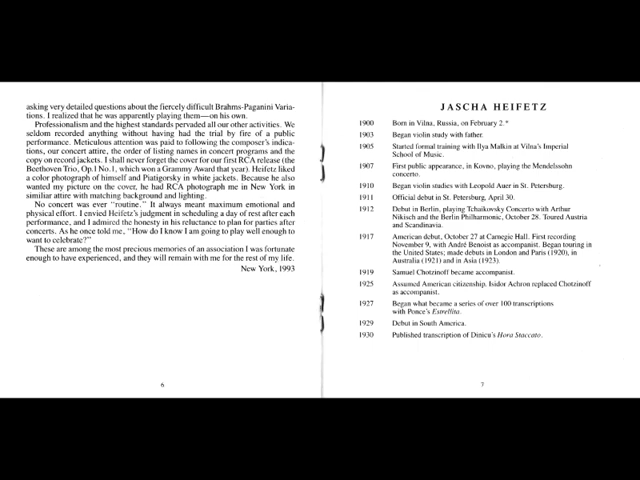 asking very detailed questions about the fiercely difficult Brahms-Paganini Varia-
tions. I realized that he was apparently playing them—on his own.
Professionalism and the highest standards pervaded all our other activities. We
seldom recorded anything without having had the trial by fire of a public
performance. Meticulous attention was paid to following the composer's indica-
tions, our concert attire, the order of listing names in concert programs and the
copy on record jackets. I shall never forget the cover for our first RCA release (the
Beethoven Trio, Op.1 No.1, which won a Grammy Award that year). Heifetz liked
a color photograph of himself and Piatigorsky in white jackets. Because he also
wanted my picture on the cover, he had RCA photograph me in New York in
similiar attire with matching background and lighting.
No concert was ever "routine." It always meant maximum emotional and
physical effort. I envied Heifetz's judgment in scheduling a day of rest after each
performance, and I admired the honesty in his reluctance to plan for parties after
concerts. As he once told me, "How do I know I am going to play well enough to
want to celebrate?"
These are among the most precious memories of an association I was fortunate
enough to have experienced, and they will remain with me for the rest of my life.
New York, 1993
6
JASCHA HEIFETZ
1900 Born in Vilna, Russia, on February 2.*
1903 Began violin study with father.
1905 Started formal training with Ilya Malkin at Vilna's Imperial
School of Music.
1907 First public appearance, in Kovno, playing the Mendelssohn
concerto.
1910 Began violin studies with Leopold Auer in St. Petersburg.
1911 Official debut in St. Petersburg, April 30.
1912 Debut in Berlin, playing Tchaikovsky Concerto with Arthur
Nikisch and the Berlin Philharmonic, October 28. Toured Austria
and Scandinavia.
1917 American debut, October 27 at Carnegie Hall. First recording
November 9, with André Benoist as accompanist. Began touring in
the United States; made debuts in London and Paris (1920), in
Australia (1921) and in Asia (1923).
1919 Samuel Chotzinoff became accompanist.
1925 Assumed American citizenship. Isidor Achron replaced Chotzinoff
as accompanist.
1927 Began what became a series of over 100 transcriptions
with Ponce's Estrellita.
1929 Debut in South America.
1930 Published transcription of Dinicu's Hora Staccato.
7